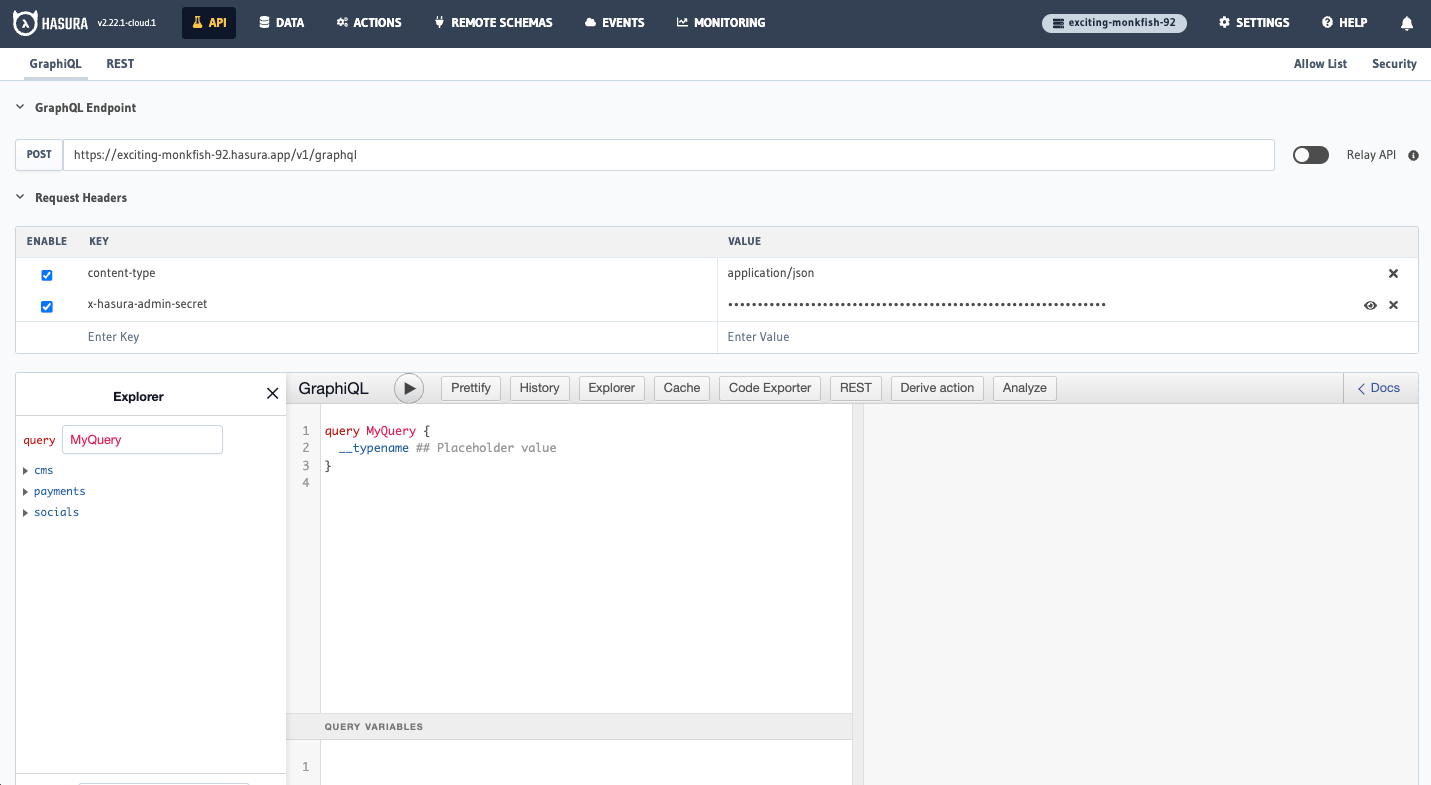 HASURA v2.22.1-cloud.1 API DATA ACTIONS REMOTE SCHEMAS EVENTS MONITORING exciting-monkfish-92 SETTINGS HELP
GraphiQL REST Allow List Security
GraphQL Endpoint
POST https://exciting-monkfish-92.hasura.app/v1/graphql Relay API
Request Headers
ENABLE KEY VALUE
content-type application/json
x-hasura-admin-secret ••••••••••••••••••••••••••••••••••••••••••••••••••••••••••••••••
Enter Key Enter Value
Explorer
query MyQuery
cms
payments
socials
GraphiQL Prettify History Explorer Cache Code Exporter REST Derive action Analyze Docs
1 query MyQuery {
2 __typename ## Placeholder value
3 }
4
QUERY VARIABLES
1